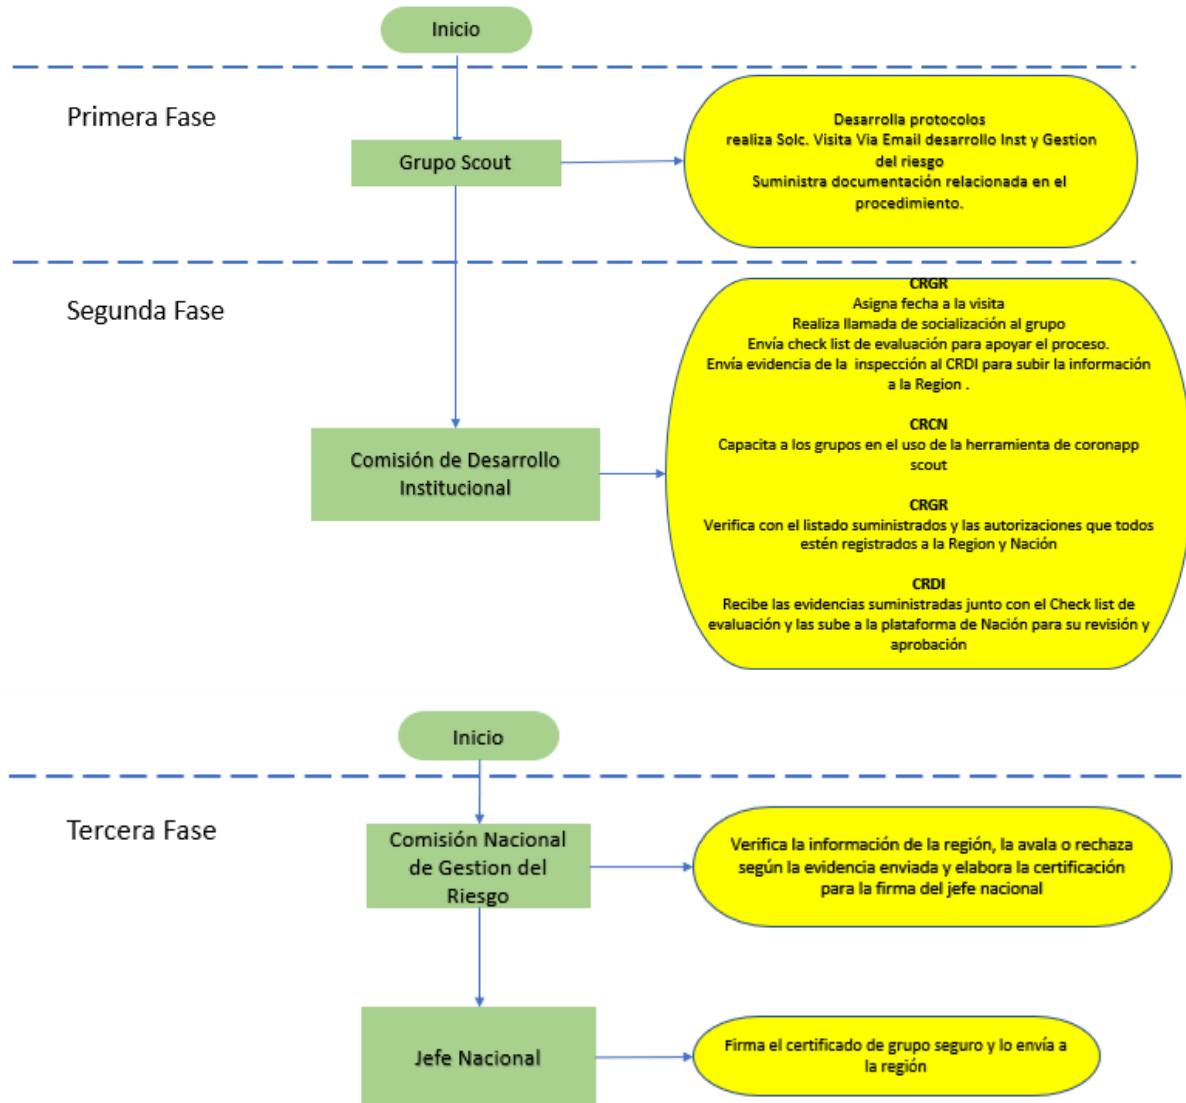 Inicio
Primera Fase
Grupo Scout
Desarrolla protocolos
realiza Solc. Visita Via Email desarrollo Inst y Gestion
del riesgo
Suministra documentación relacionada en el
procedimiento.
Segunda Fase
Comisión de Desarrollo
Institucional
CRGR
Asigna fecha a la visita
Realiza llamada de socialización al grupo
Envía check list de evaluación para apoyar el proceso.
Envía evidencia de la inspección al CRDI para subir la información
a la Region .
CRCN
Capacita a los grupos en el uso de la herramienta de coronapp
scout
CRGR
Verifica con el listado suministrados y las autorizaciones que todos
estén registrados a la Region y Nación
CRDI
Recibe las evidencias suministradas junto con el Check list de
evaluación y las sube a la plataforma de Nación para su revisión y
aprobación
Inicio
Tercera Fase
Comisión Nacional
de Gestion del
Riesgo
Verifica la información de la región, la avala o rechaza
según la evidencia enviada y elabora la certificación
para la firma del jefe nacional
Jefe Nacional
Firma el certificado de grupo seguro y lo envía a
la región